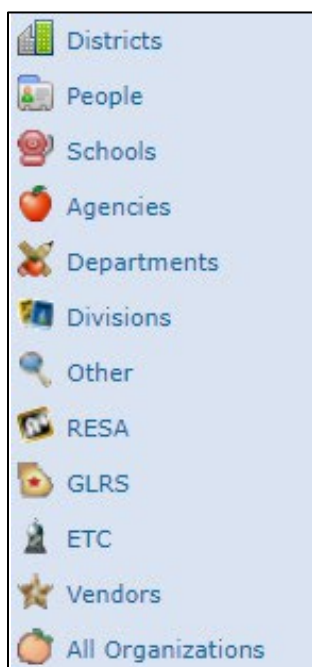 Districts
People
Schools
Agencies
Departments
Divisions
Other
RESA
GLRS
ETC
Vendors
All Organizations